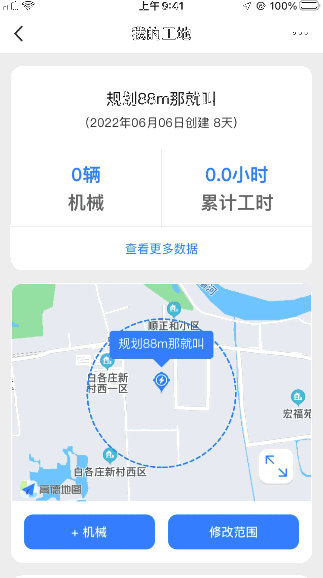 上午 9:41
100%
我的工地
规划88m那就叫
(2022年06月06日创建 8天)
0辆
0.0小时
机械
累计工时
查看更多数据
顺正和小区
规划88m那就叫
白各庄新
村西一区
宏福苑
白各庄新村西区
高德地图
+ 机械
修改范围